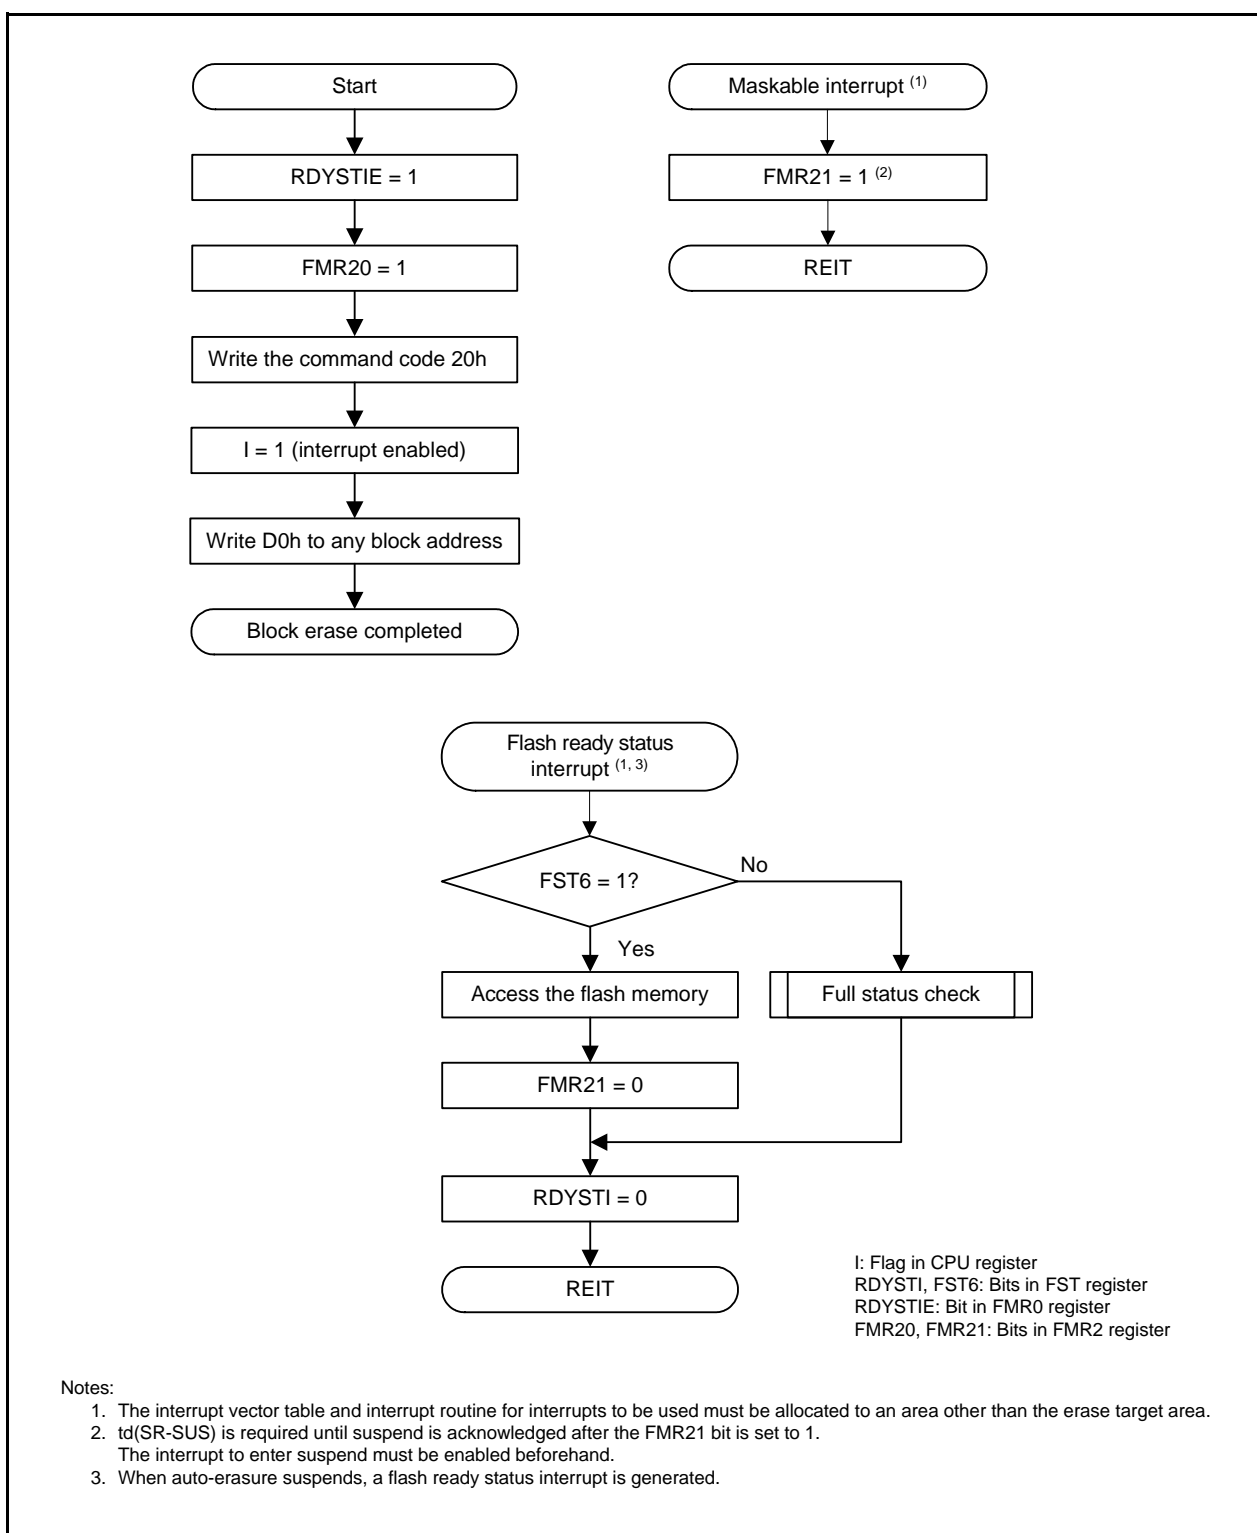 Start
RDYSTIE = 1
FMR20 = 1
Write the command code 20h
I = 1 (interrupt enabled)
Write D0h to any block address
Block erase completed
Maskable interrupt (1)
FMR21 = 1 (2)
REIT
Flash ready status
interrupt (1, 3)
FST6 = 1?
No
Yes
Access the flash memory
Full status check
FMR21 = 0
RDYSTI = 0
REIT
I: Flag in CPU register
RDYSTI, FST6: Bits in FST register
RDYSTIE: Bit in FMR0 register
FMR20, FMR21: Bits in FMR2 register
Notes:
1. The interrupt vector table and interrupt routine for interrupts to be used must be allocated to an area other than the erase target area.
2. td(SR-SUS) is required until suspend is acknowledged after the FMR21 bit is set to 1.
The interrupt to enter suspend must be enabled beforehand.
3. When auto-erasure suspends, a flash ready status interrupt is generated.